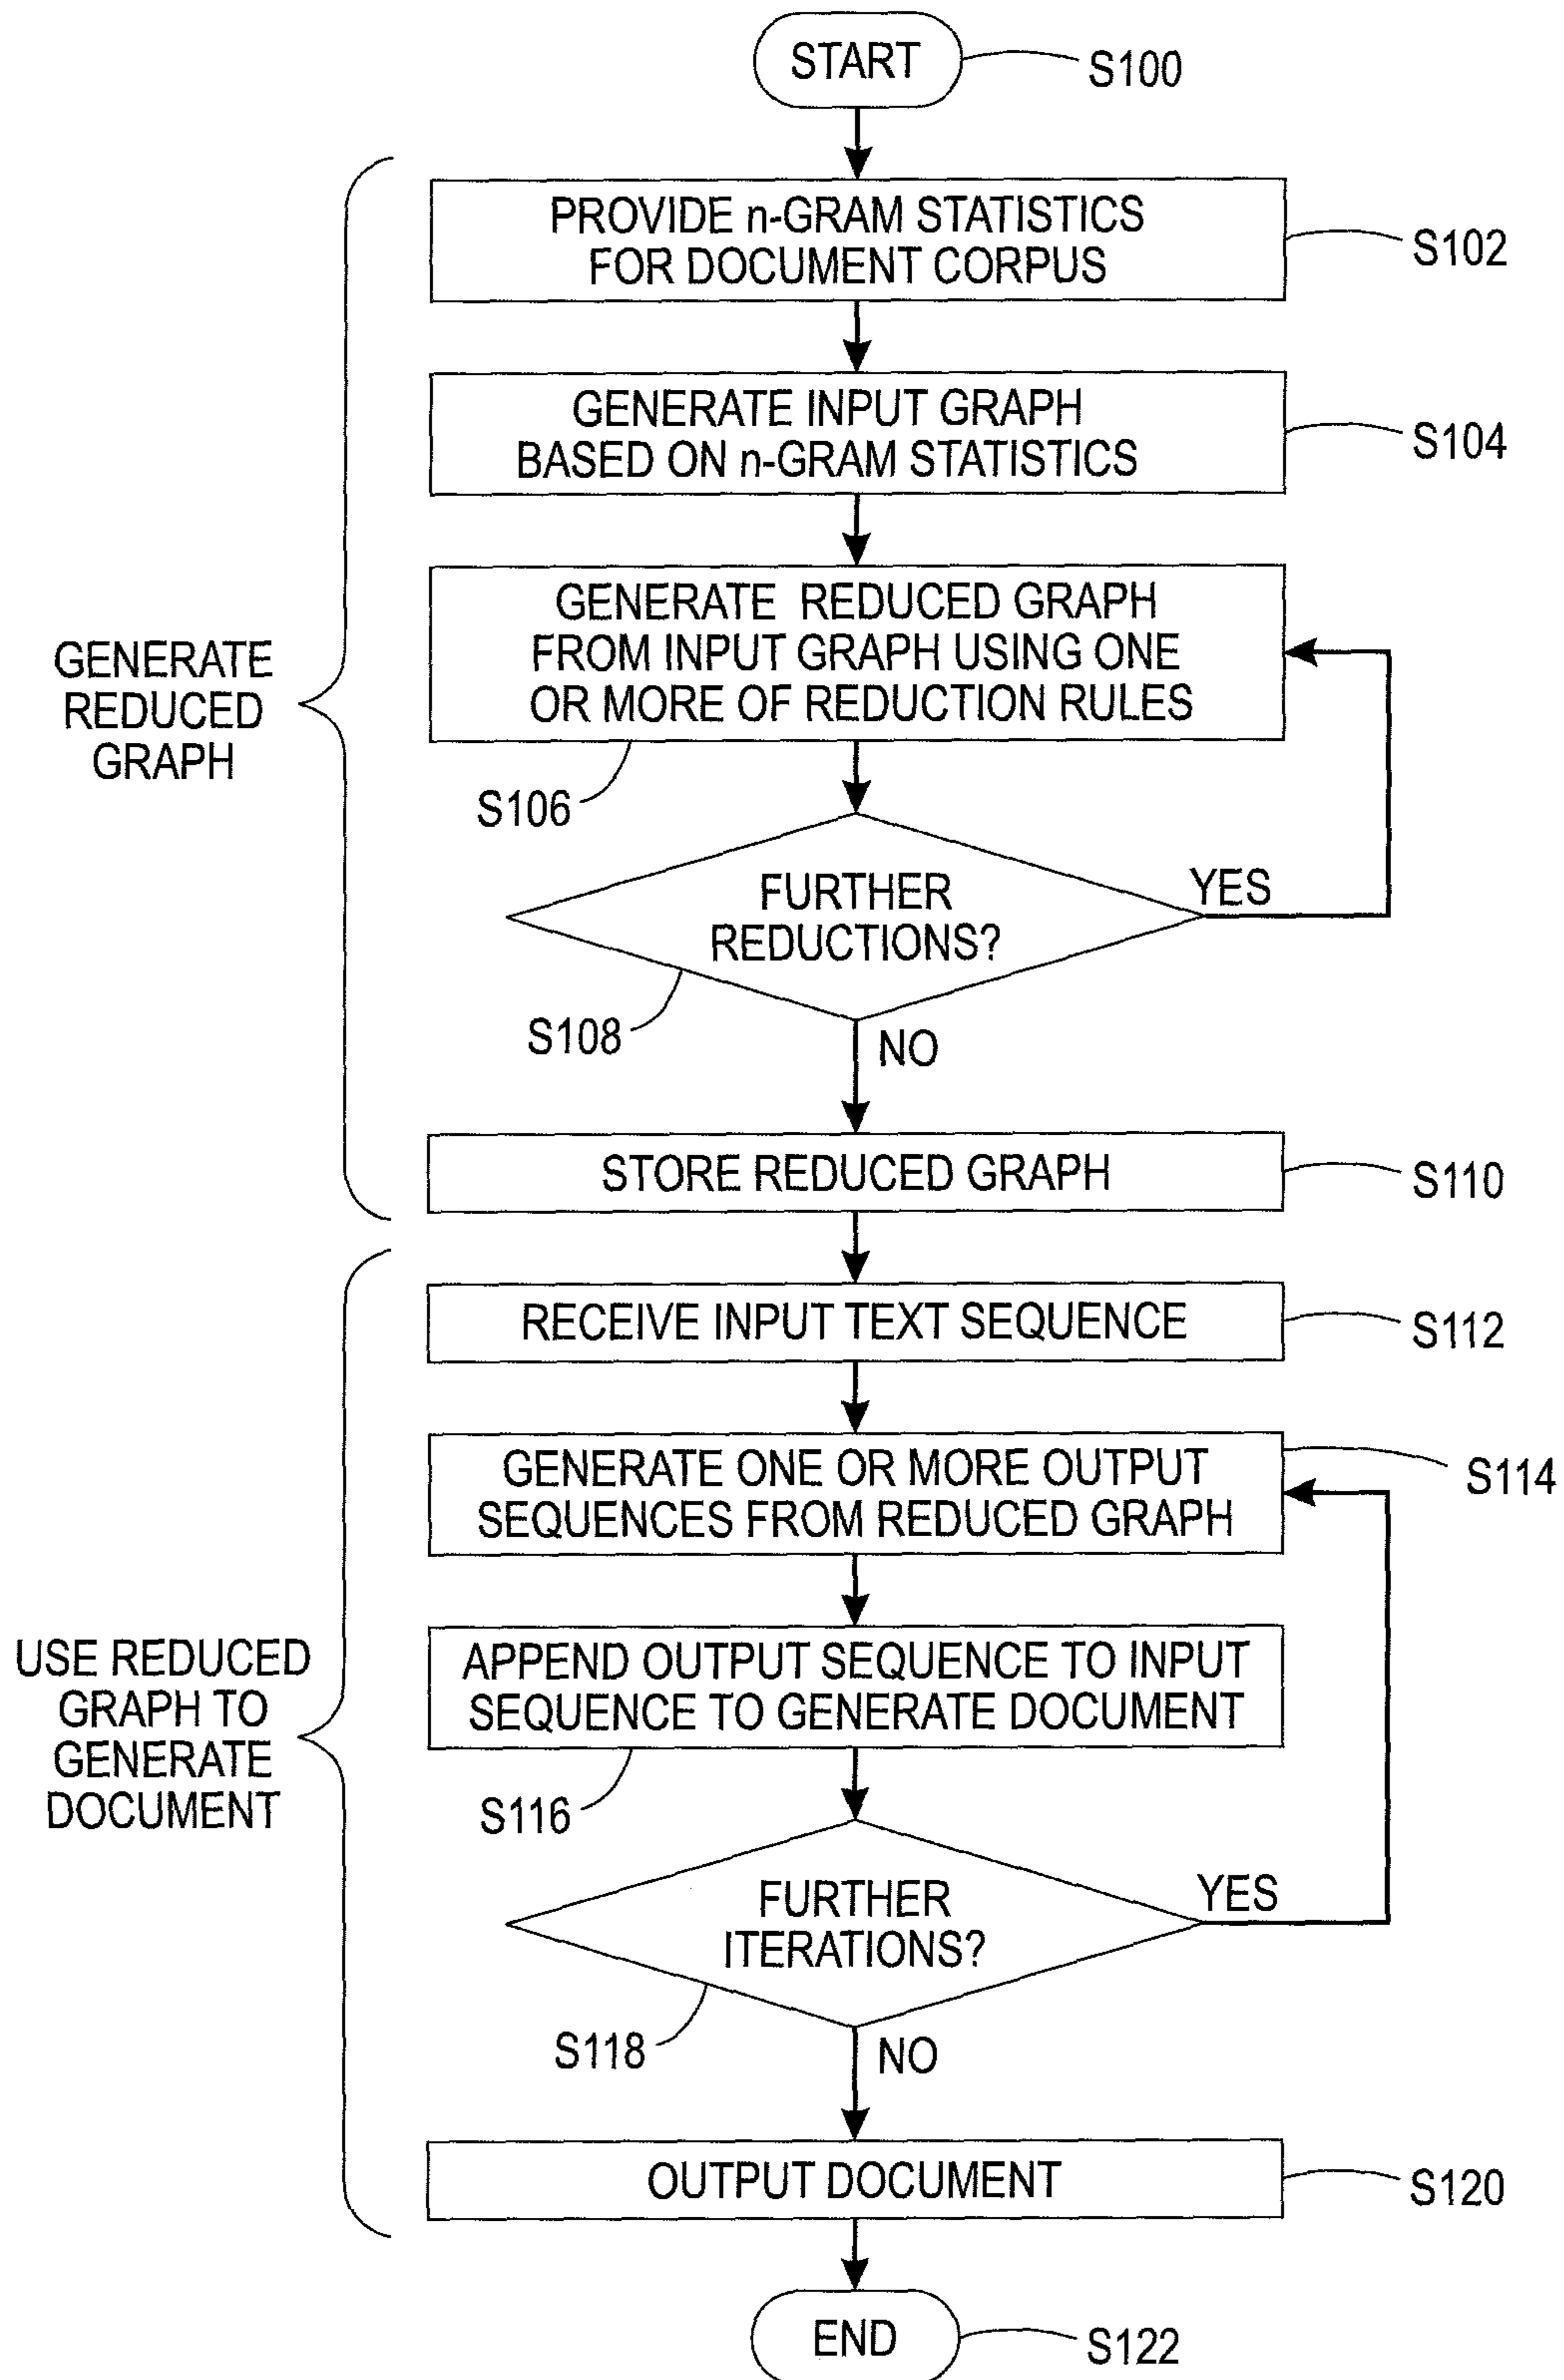 START
S100
PROVIDE n-GRAM STATISTICS
FOR DOCUMENT CORPUS
S102
GENERATE INPUT GRAPH
BASED ON n-GRAM STATISTICS
S104
GENERATE REDUCED GRAPH
FROM INPUT GRAPH USING ONE
OR MORE OF REDUCTION RULES
S106
GENERATE
REDUCED
GRAPH
FURTHER
REDUCTIONS?
YES
S108
NO
STORE REDUCED GRAPH
S110
RECEIVE INPUT TEXT SEQUENCE
S112
GENERATE ONE OR MORE OUTPUT
SEQUENCES FROM REDUCED GRAPH
S114
APPEND OUTPUT SEQUENCE TO INPUT
SEQUENCE TO GENERATE DOCUMENT
S116
USE REDUCED
GRAPH TO
GENERATE
DOCUMENT
FURTHER
ITERATIONS?
YES
S118
NO
OUTPUT DOCUMENT
S120
END
S122